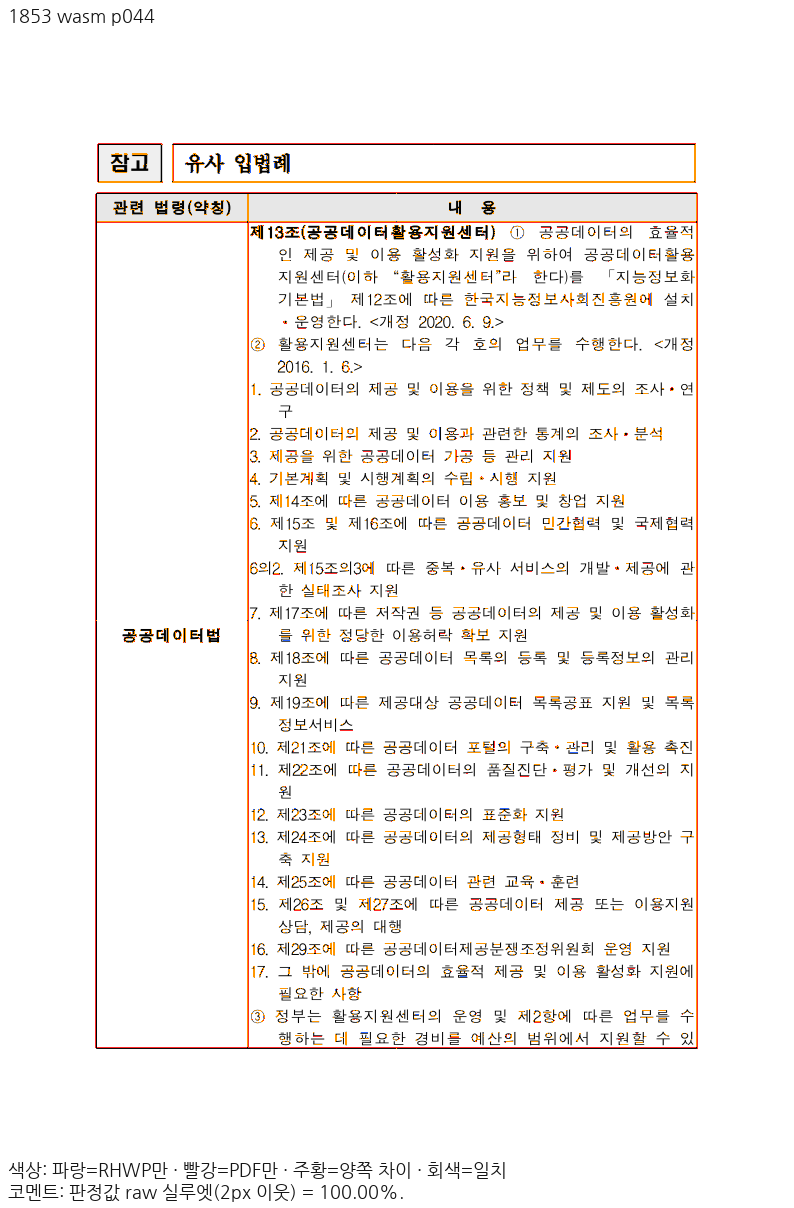 1853 wasm p044
참고 유사 입법례
관련 법령(약칭) 내 용
공공데이터법
제13조(공공데이터활용지원센터) ① 공공데이터의 효율적
인 제공 및 이용 활성화 지원을 위하여 공공데이터활용
지원센터(이하 “활용지원센터”라 한다)를 「지능정보화
기본법」 제12조에 따른 한국지능정보사회진흥원에 설치
・운영한다. <개정 2020. 6. 9.>
② 활용지원센터는 다음 각 호의 업무를 수행한다. <개정
2016. 1. 6.>
1. 공공데이터의 제공 및 이용을 위한 정책 및 제도의 조사・연
구
2. 공공데이터의 제공 및 이용과 관련한 통계의 조사・분석
3. 제공을 위한 공공데이터 가공 등 관리 지원
4. 기본계획 및 시행계획의 수립・시행 지원
5. 제14조에 따른 공공데이터 이용 홍보 및 창업 지원
6. 제15조 및 제16조에 따른 공공데이터 민간협력 및 국제협력
지원
6의2. 제15조의3에 따른 중복・유사 서비스의 개발・제공에 관
한 실태조사 지원
7. 제17조에 따른 저작권 등 공공데이터의 제공 및 이용 활성화
를 위한 정당한 이용허락 확보 지원
8. 제18조에 따른 공공데이터 목록의 등록 및 등록정보의 관리
지원
9. 제19조에 따른 제공대상 공공데이터 목록공표 지원 및 목록
정보서비스
10. 제21조에 따른 공공데이터 포털의 구축・관리 및 활용 촉진
11. 제22조에 따른 공공데이터의 품질진단・평가 및 개선의 지
원
12. 제23조에 따른 공공데이터의 표준화 지원
13. 제24조에 따른 공공데이터의 제공형태 정비 및 제공방안 구
축 지원
14. 제25조에 따른 공공데이터 관련 교육・훈련
15. 제26조 및 제27조에 따른 공공데이터 제공 또는 이용지원
상담, 제공의 대행
16. 제29조에 따른 공공데이터제공분쟁조정위원회 운영 지원
17. 그 밖에 공공데이터의 효율적 제공 및 이용 활성화 지원에
필요한 사항
③ 정부는 활용지원센터의 운영 및 제2항에 따른 업무를 수
행하는 데 필요한 경비를 예산의 범위에서 지원할 수 있
색상: 파랑=RHWP만 · 빨강=PDF만 · 주황=양쪽 차이 · 회색=일치
코멘트: 판정값 raw 실루엣(2px 이웃) = 100.00%.